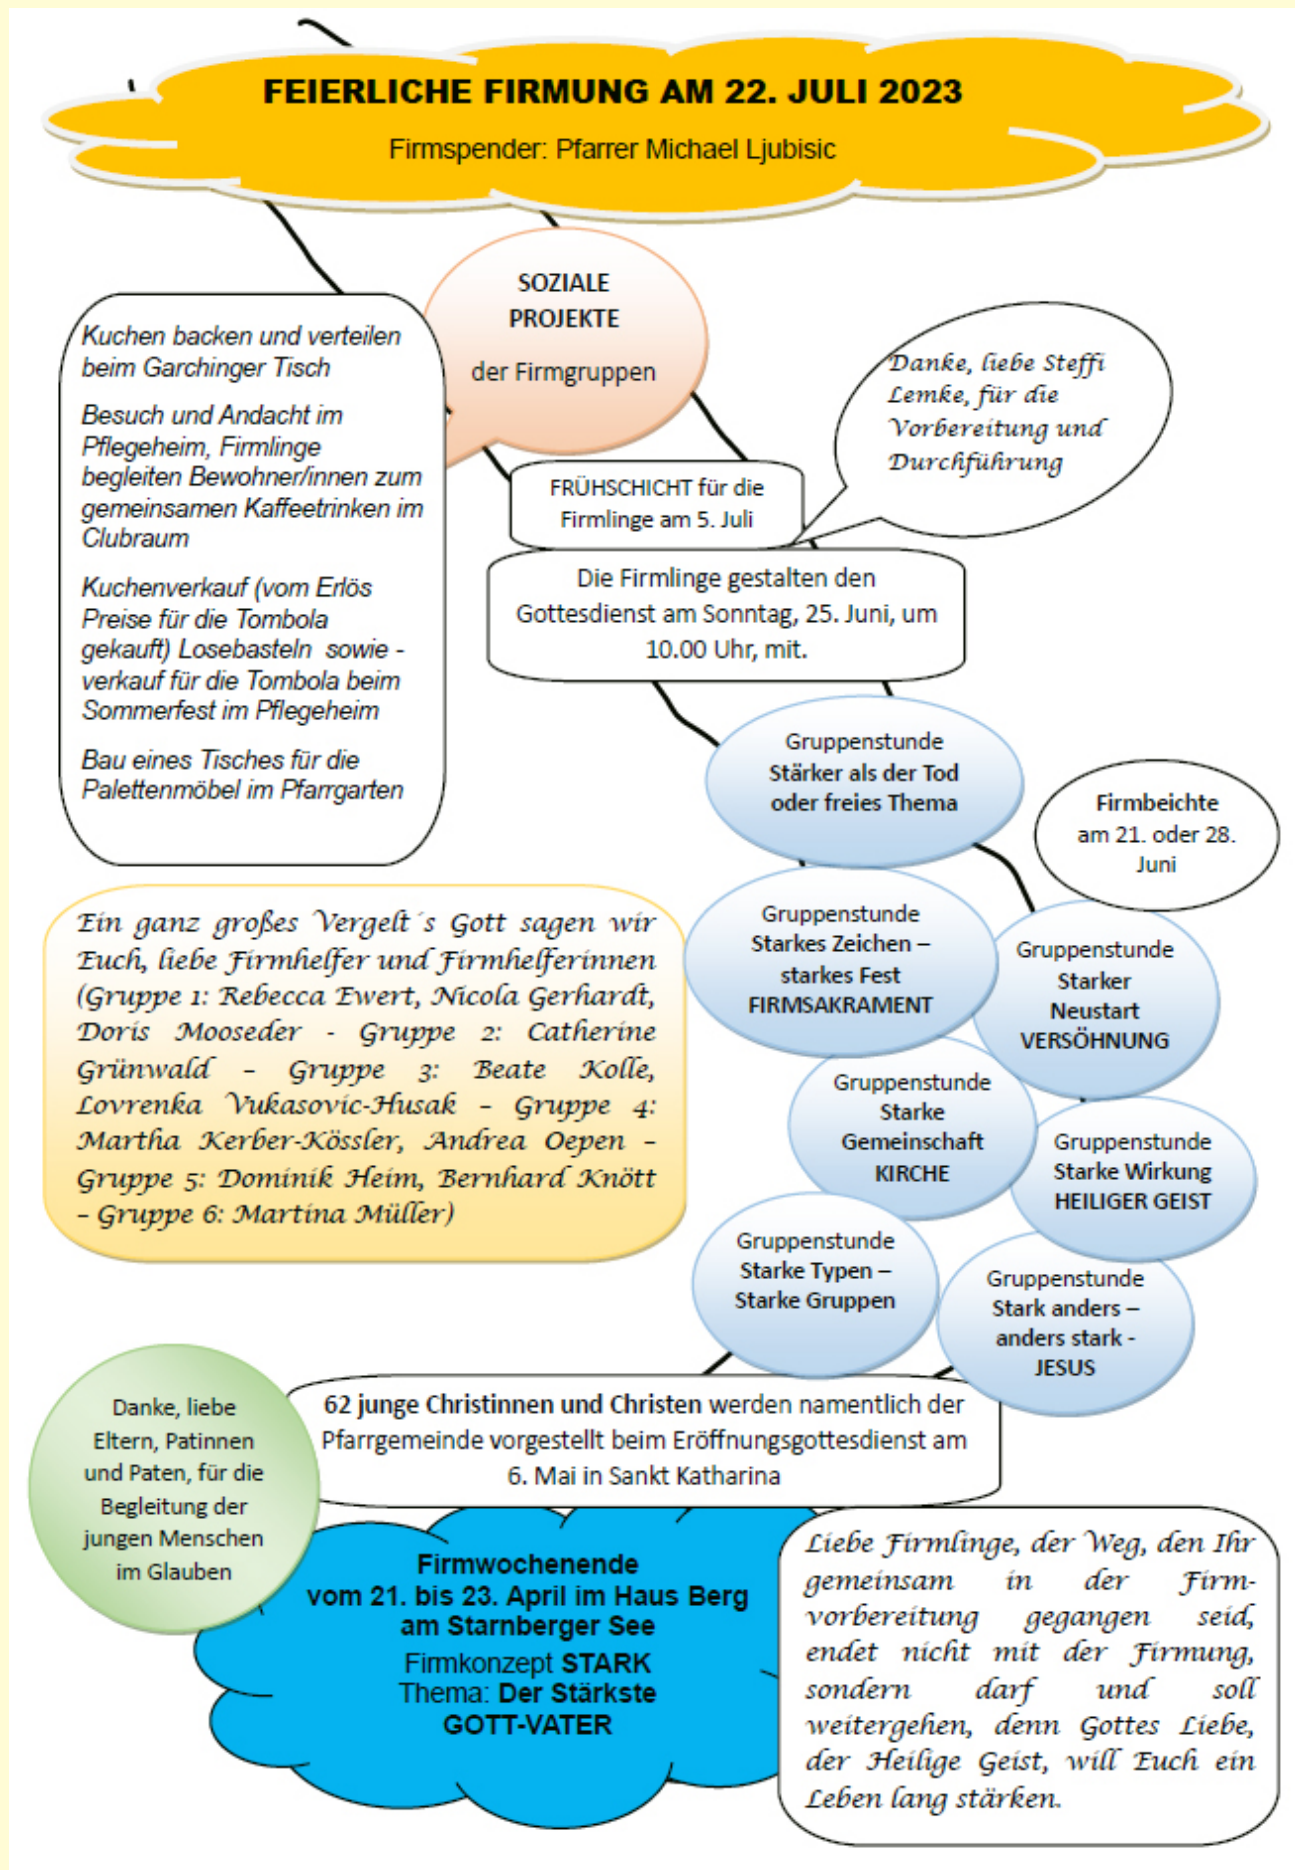 FEIERLICHE FIRMUNG AM 22. JULI 2023
Firmspender: Pfarrer Michael Ljubisic
SOZIALE
PROJEKTE
der Firmgruppen
Kuchen backen und verteilen
beim Garchinger Tisch
Besuch und Andacht im
Pflegeheim, Firmlinge
begleiten Bewohner/innen zum
gemeinsamen Kaffeetrinken im
Clubraum
Kuchenverkauf (vom Erlös
Preise für die Tombola
gekauft) Losebasteln sowie -
verkauf für die Tombola beim
Sommerfest im Pflegeheim
Bau eines Tisches für die
Palettenmöbel im Pfarrgarten
Danke, liebe Steffi
Lemke, für die
Vorbereitung und
Durchführung
FRÜHSCHICHT für die
Firmlinge am 5. Juli
Die Firmlinge gestalten den
Gottesdienst am Sonntag, 25. Juni, um
10.00 Uhr, mit.
Gruppenstunde
Stärker als der Tod
oder freies Thema
Firmbeichte
am 21. oder 28.
Juni
Gruppenstunde
Starkes Zeichen –
starkes Fest
FIRMSAKRAMENT
Gruppenstunde
Starker
Neustart
VERSÖHNUNG
Ein ganz großes Vergelt´s Gott sagen wir
Euch, liebe Firmhelfer und Firmhelferinnen
(Gruppe 1: Rebecca Ewert, Nicola Gerhardt,
Doris Mooseder - Gruppe 2: Catherine
Grünwald – Gruppe 3: Beate Kolle,
Lovrenka Vukasovic-Husak – Gruppe 4:
Martha Kerber-Kössler, Andrea Oepen –
Gruppe 5: Dominik Heim, Bernhard Knött
– Gruppe 6: Martina Müller)
Gruppenstunde
Starke
Gemeinschaft
KIRCHE
Gruppenstunde
Starke Wirkung
HEILIGER GEIST
Gruppenstunde
Starke Typen –
Starke Gruppen
Gruppenstunde
Stark anders –
anders stark -
JESUS
62 junge Christinnen und Christen werden namentlich der
Pfarrgemeinde vorgestellt beim Eröffnungsgottesdienst am
6. Mai in Sankt Katharina
Danke, liebe
Eltern, Patinnen
und Paten, für die
Begleitung der
jungen Menschen
im Glauben
Firmwochenende
vom 21. bis 23. April im Haus Berg
am Starnberger See
Firmkonzept STARK
Thema: Der Stärkste
GOTT-VATER
Liebe Firmlinge, der Weg, den Ihr
gemeinsam in der Firm-
vorbereitung gegangen seid,
endet nicht mit der Firmung,
sondern darf und soll
weitergehen, denn Gottes Liebe,
der Heilige Geist, will Euch ein
Leben lang stärken.